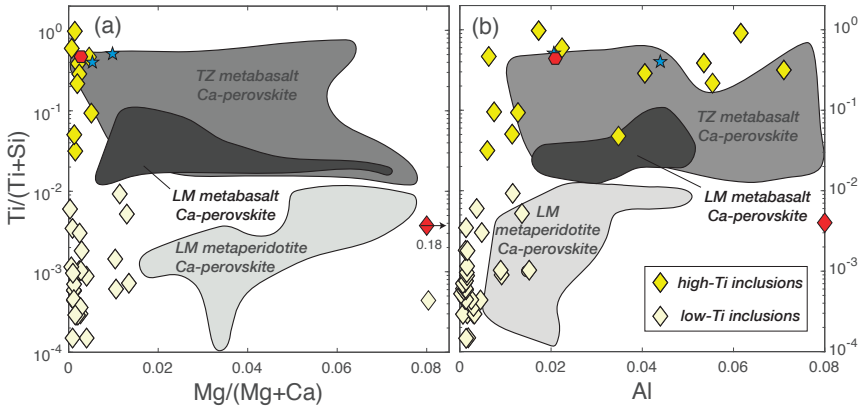 (a)
Ti/(Ti+Si)
10⁰
10⁻¹
10⁻²
10⁻³
10⁻⁴
TZ metabasalt
Ca-perovskite
LM metabasalt
Ca-perovskite
LM metaperidotite
Ca-perovskite
0.18
0
0.02
0.04
0.06
0.08
Mg/(Mg+Ca)
(b)
TZ metabasalt
Ca-perovskite
LM metabasalt
Ca-perovskite
LM
metaperidotite
Ca-perovskite
high-Ti inclusions
low-Ti inclusions
10⁰
10⁻¹
10⁻²
10⁻³
10⁻⁴
0
0.02
0.04
0.06
0.08
Al